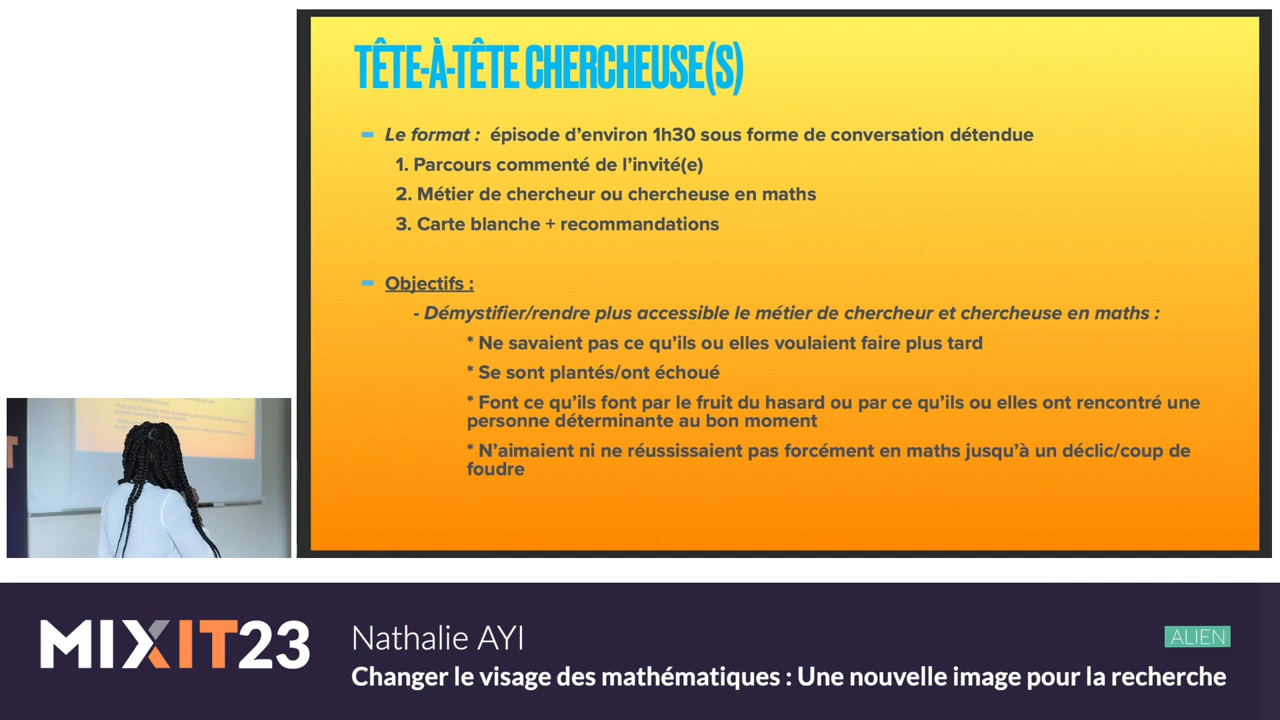 TÊTE-À-TÊTE CHERCHEUSE(S)
Le format : épisode d'environ 1h30 sous forme de conversation détendue
1. Parcours commenté de l'invité(e)
2. Métier de chercheur ou chercheuse en maths
3. Carte blanche + recommandations
Objectifs :
- Démystifier/rendre plus accessible le métier de chercheur et chercheuse en maths :
* Ne savaient pas ce qu'ils ou elles voulaient faire plus tard
* Se sont plantés/ont échoué
* Font ce qu'ils font par le fruit du hasard ou par ce qu'ils ou elles ont rencontré une
personne déterminante au bon moment
* N'aimaient ni ne réussissaient pas forcément en maths jusqu'à un déclic/coup de
foudre
MIXIT23
Nathalie AYI
ALIEN
Changer le visage des mathématiques : Une nouvelle image pour la recherche